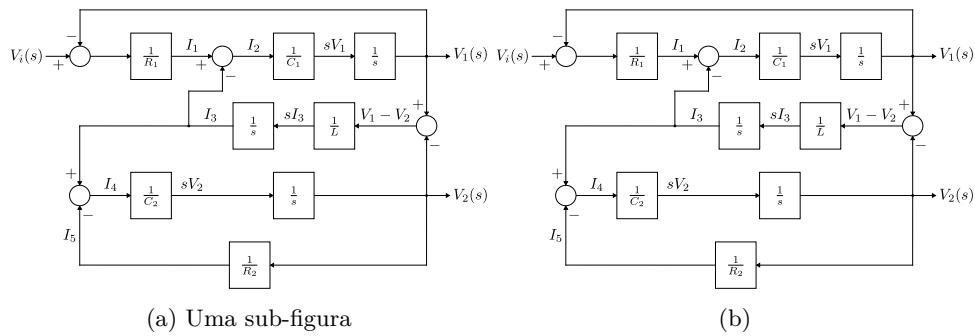 V_i(s) + − 1/R_1 I_1 + − I_2 1/C_1 sV_1 1/s V_1(s)
I_3 1/s sI_3 1/L V_1 − V_2 + −
+ − I_4 1/C_2 sV_2 1/s V_2(s)
I_5 1/R_2
(a) Uma sub-figura
V_i(s) + − 1/R_1 I_1 + − I_2 1/C_1 sV_1 1/s V_1(s)
I_3 1/s sI_3 1/L V_1 − V_2 + −
+ − I_4 1/C_2 sV_2 1/s V_2(s)
I_5 1/R_2
(b)